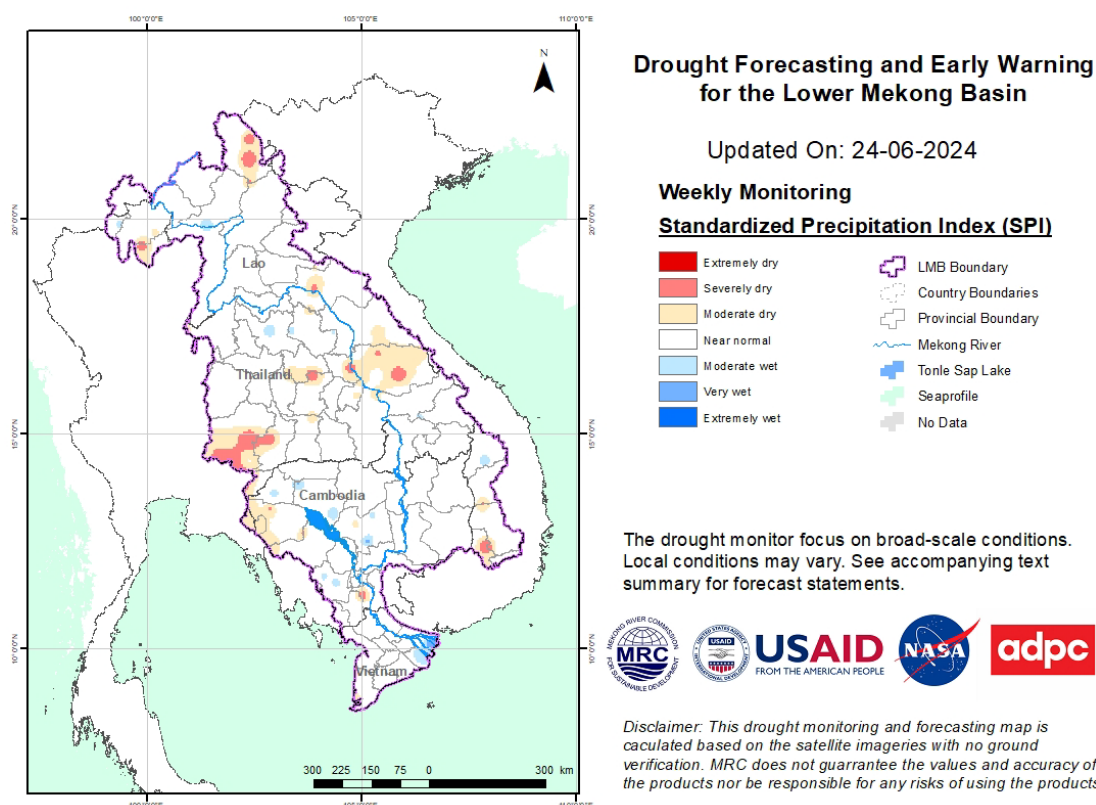 Drought Forecasting and Early Warning
for the Lower Mekong Basin
Updated On: 24-06-2024
Weekly Monitoring
Standardized Precipitation Index (SPI)
Extremely dry
Severely dry
Moderate dry
Near normal
Moderate wet
Very wet
Extremely wet
LMB Boundary
Country Boundaries
Provincial Boundary
Mekong River
Tonle Sap Lake
Seaprofile
No Data
The drought monitor focus on broad-scale conditions.
Local conditions may vary. See accompanying text
summary for forecast statements.
MEKONG RIVER COMMISSION
MRC
FOR SUSTAINABLE DEVELOPMENT
UNITED STATES AGENCY
USAID
INTERNATIONAL DEVELOPMENT
USAID
FROM THE AMERICAN PEOPLE
NASA
adpc
Disclaimer: This drought monitoring and forecasting map is
caculated based on the satellite imageries with no ground
verification. MRC does not guarrantee the values and accuracy of
the products nor be responsible for any risks of using the products
100°0'0"E
105°0'0"E
110°0'0"E
N
20°0'0"N
20°0'0"N
Lao
Thailand
15°0'0"N
15°0'0"N
Cambodia
10°0'0"N
10°0'0"N
Vietnam
300 225 150 75 0 300 km